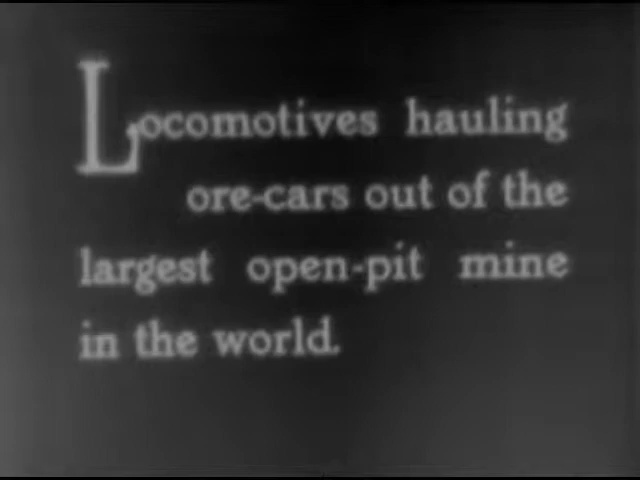 Locomotives hauling
ore-cars out of the
largest open-pit mine
in the world.